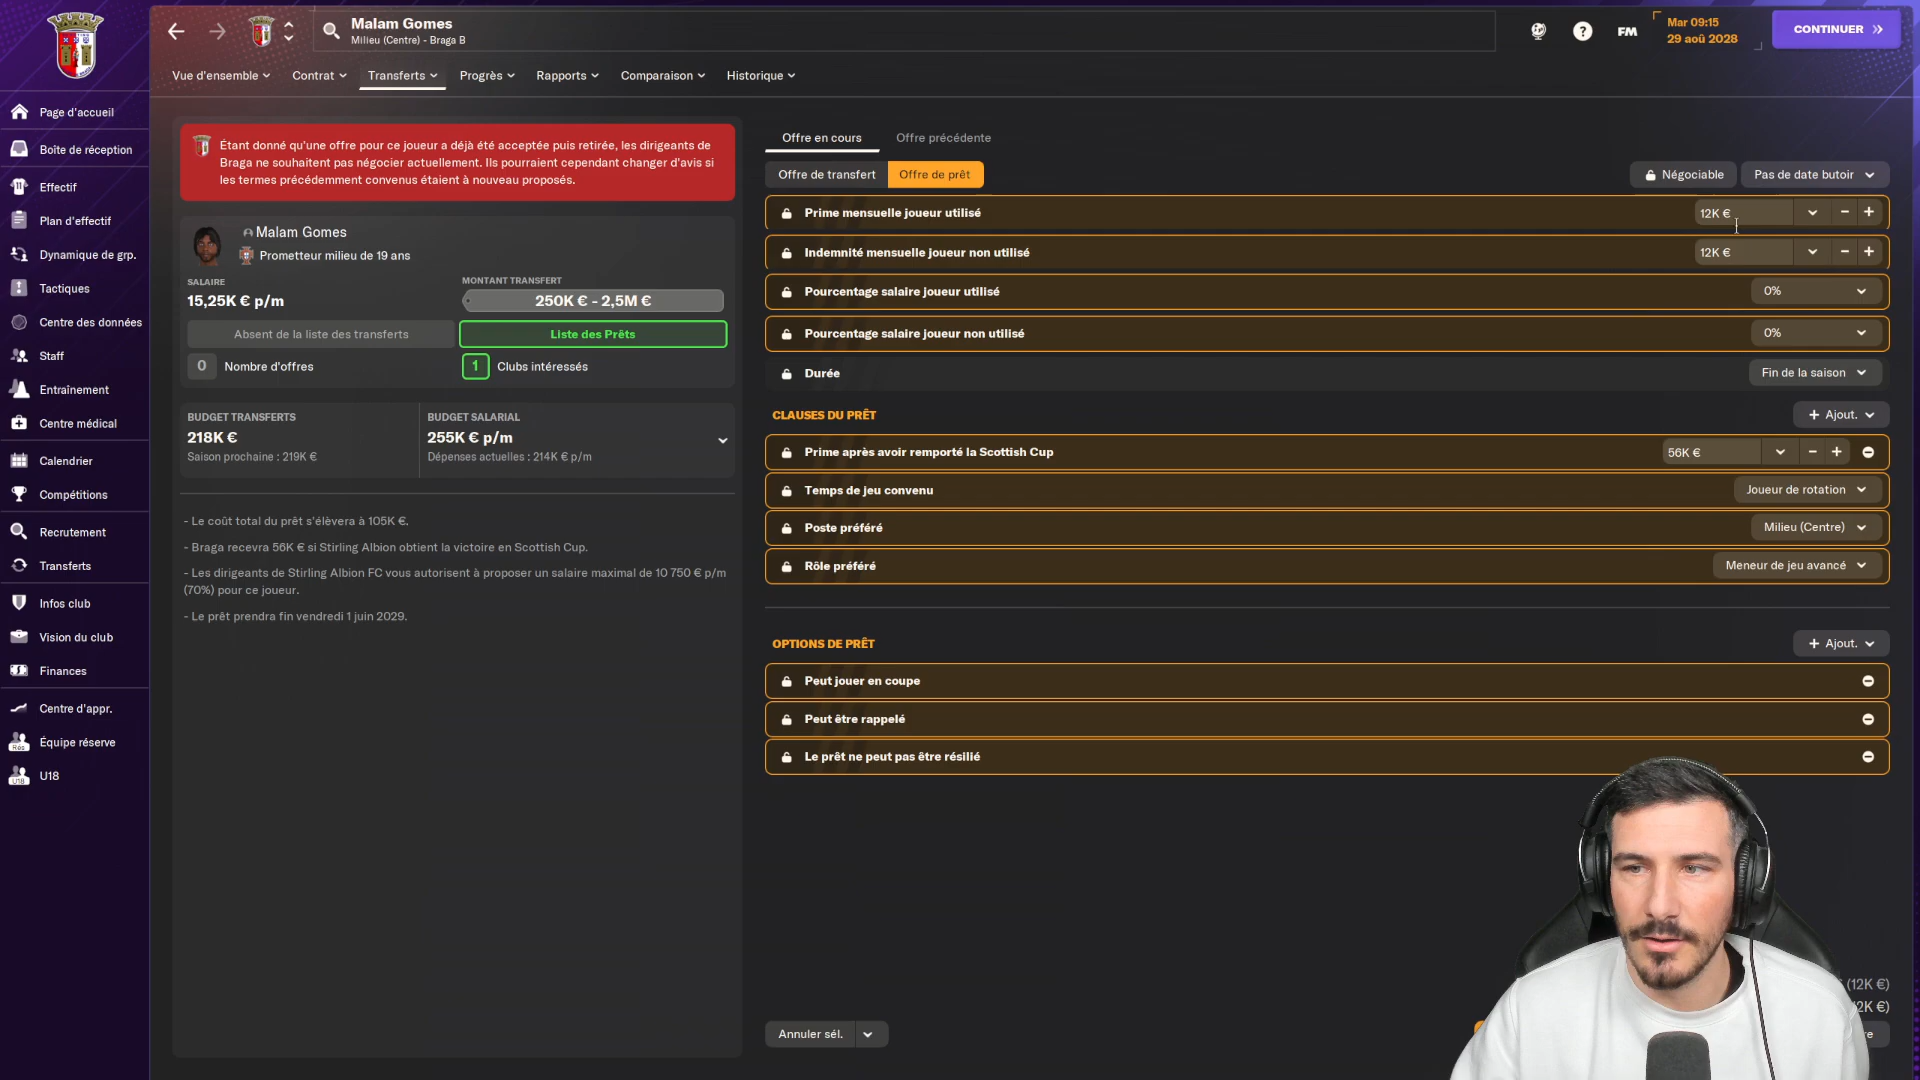 Malam Gomes
Milieu (Centre) - Braga B
FM
Mar 09:15
29 aoû 2028
CONTINUER
Vue d'ensemble
Contrat
Transferts
Progrès
Rapports
Comparaison
Historique
Page d'accueil
Boîte de réception
Effectif
Plan d'effectif
Dynamique de grp.
Tactiques
Centre des données
Staff
Entraînement
Centre médical
Calendrier
Compétitions
Recrutement
Transferts
Infos club
Vision du club
Finances
Centre d'appr.
Équipe réserve
U18
Étant donné qu'une offre pour ce joueur a déjà été acceptée puis retirée, les dirigeants de
Braga ne souhaitent pas négocier actuellement. Ils pourraient cependant changer d'avis si
les termes précédemment convenus étaient à nouveau proposés.
Malam Gomes
Prometteur milieu de 19 ans
SALAIRE
15,25K € p/m
MONTANT TRANSFERT
250K € - 2,5M €
Absent de la liste des transferts
Liste des Prêts
0 Nombre d'offres
1 Clubs intéressés
BUDGET TRANSFERTS
218K €
Saison prochaine : 219K €
BUDGET SALARIAL
255K € p/m
Dépenses actuelles : 214K € p/m
- Le coût total du prêt s'élèvera à 105K €.
- Braga recevra 56K € si Stirling Albion obtient la victoire en Scottish Cup.
- Les dirigeants de Stirling Albion FC vous autorisent à proposer un salaire maximal de 10 750 € p/m
(70%) pour ce joueur.
- Le prêt prendra fin vendredi 1 juin 2029.
Offre en cours
Offre précédente
Offre de transfert
Offre de prêt
Négociable
Pas de date butoir
Prime mensuelle joueur utilisé
12K €
Indemnité mensuelle joueur non utilisé
12K €
Pourcentage salaire joueur utilisé
0%
Pourcentage salaire joueur non utilisé
0%
Durée
Fin de la saison
CLAUSES DU PRÊT
+ Ajout.
Prime après avoir remporté la Scottish Cup
56K €
Temps de jeu convenu
Joueur de rotation
Poste préféré
Milieu (Centre)
Rôle préféré
Meneur de jeu avancé
OPTIONS DE PRÊT
+ Ajout.
Peut jouer en coupe
Peut être rappelé
Le prêt ne peut pas être résilié
(12K €)
Annuler sél.